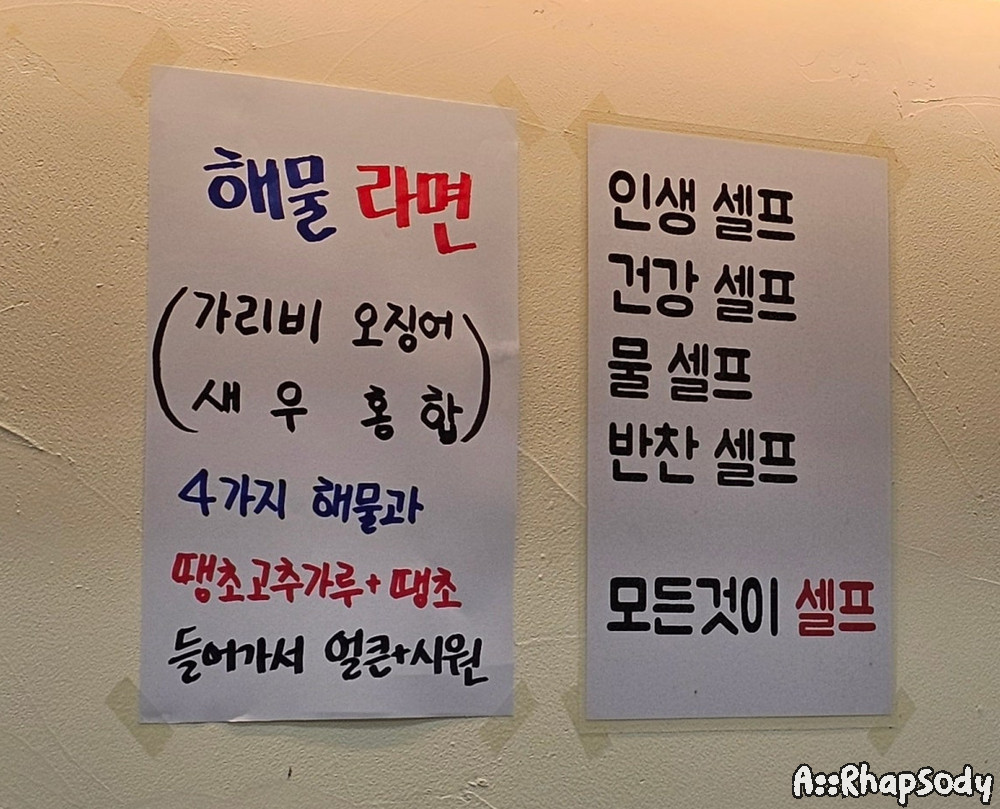 해물 라면
(가리비 오징어
새우 홍합)
4가지 해물과
땡초고추가루+땡초
들어가서 얼큰+시원
인생 셀프
건강 셀프
물 셀프
반찬 셀프
모든것이 셀프
A::Rhapsody